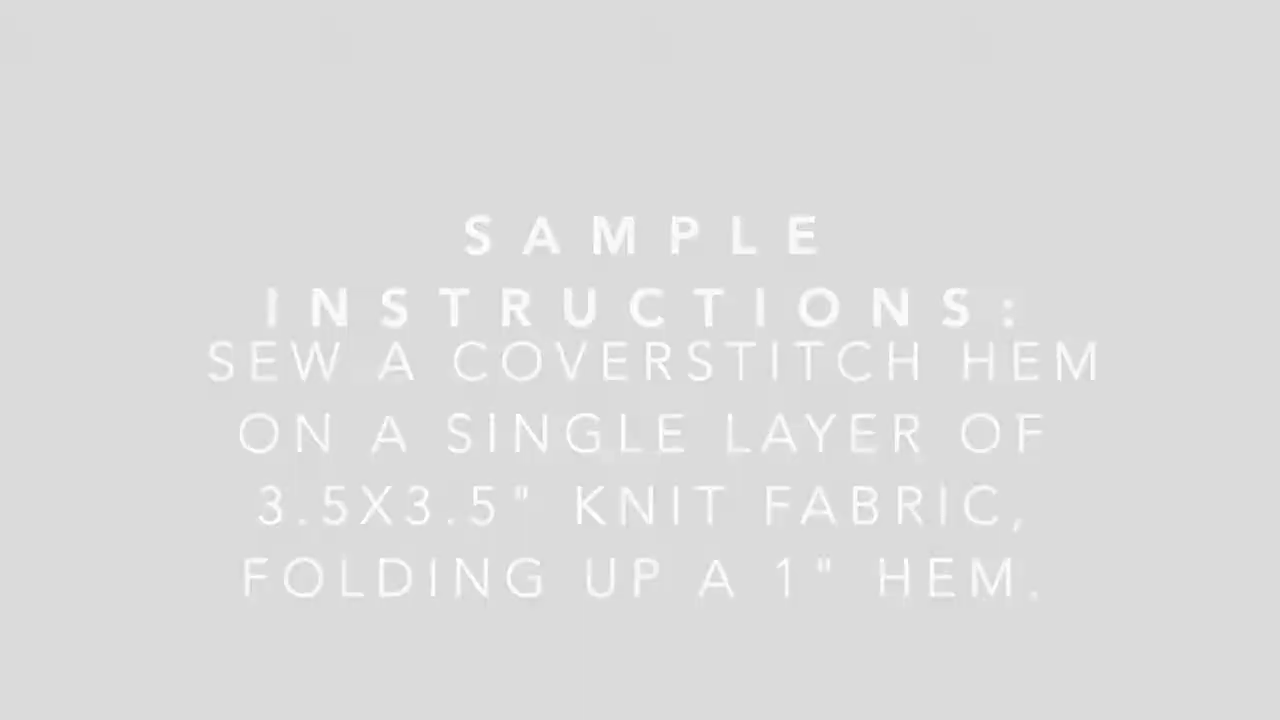 SAMPLE
INSTRUCTIONS:
SEW A COVERSTITCH HEM
ON A SINGLE LAYER OF
3.5X3.5" KNIT FABRIC,
FOLDING UP A 1" HEM.